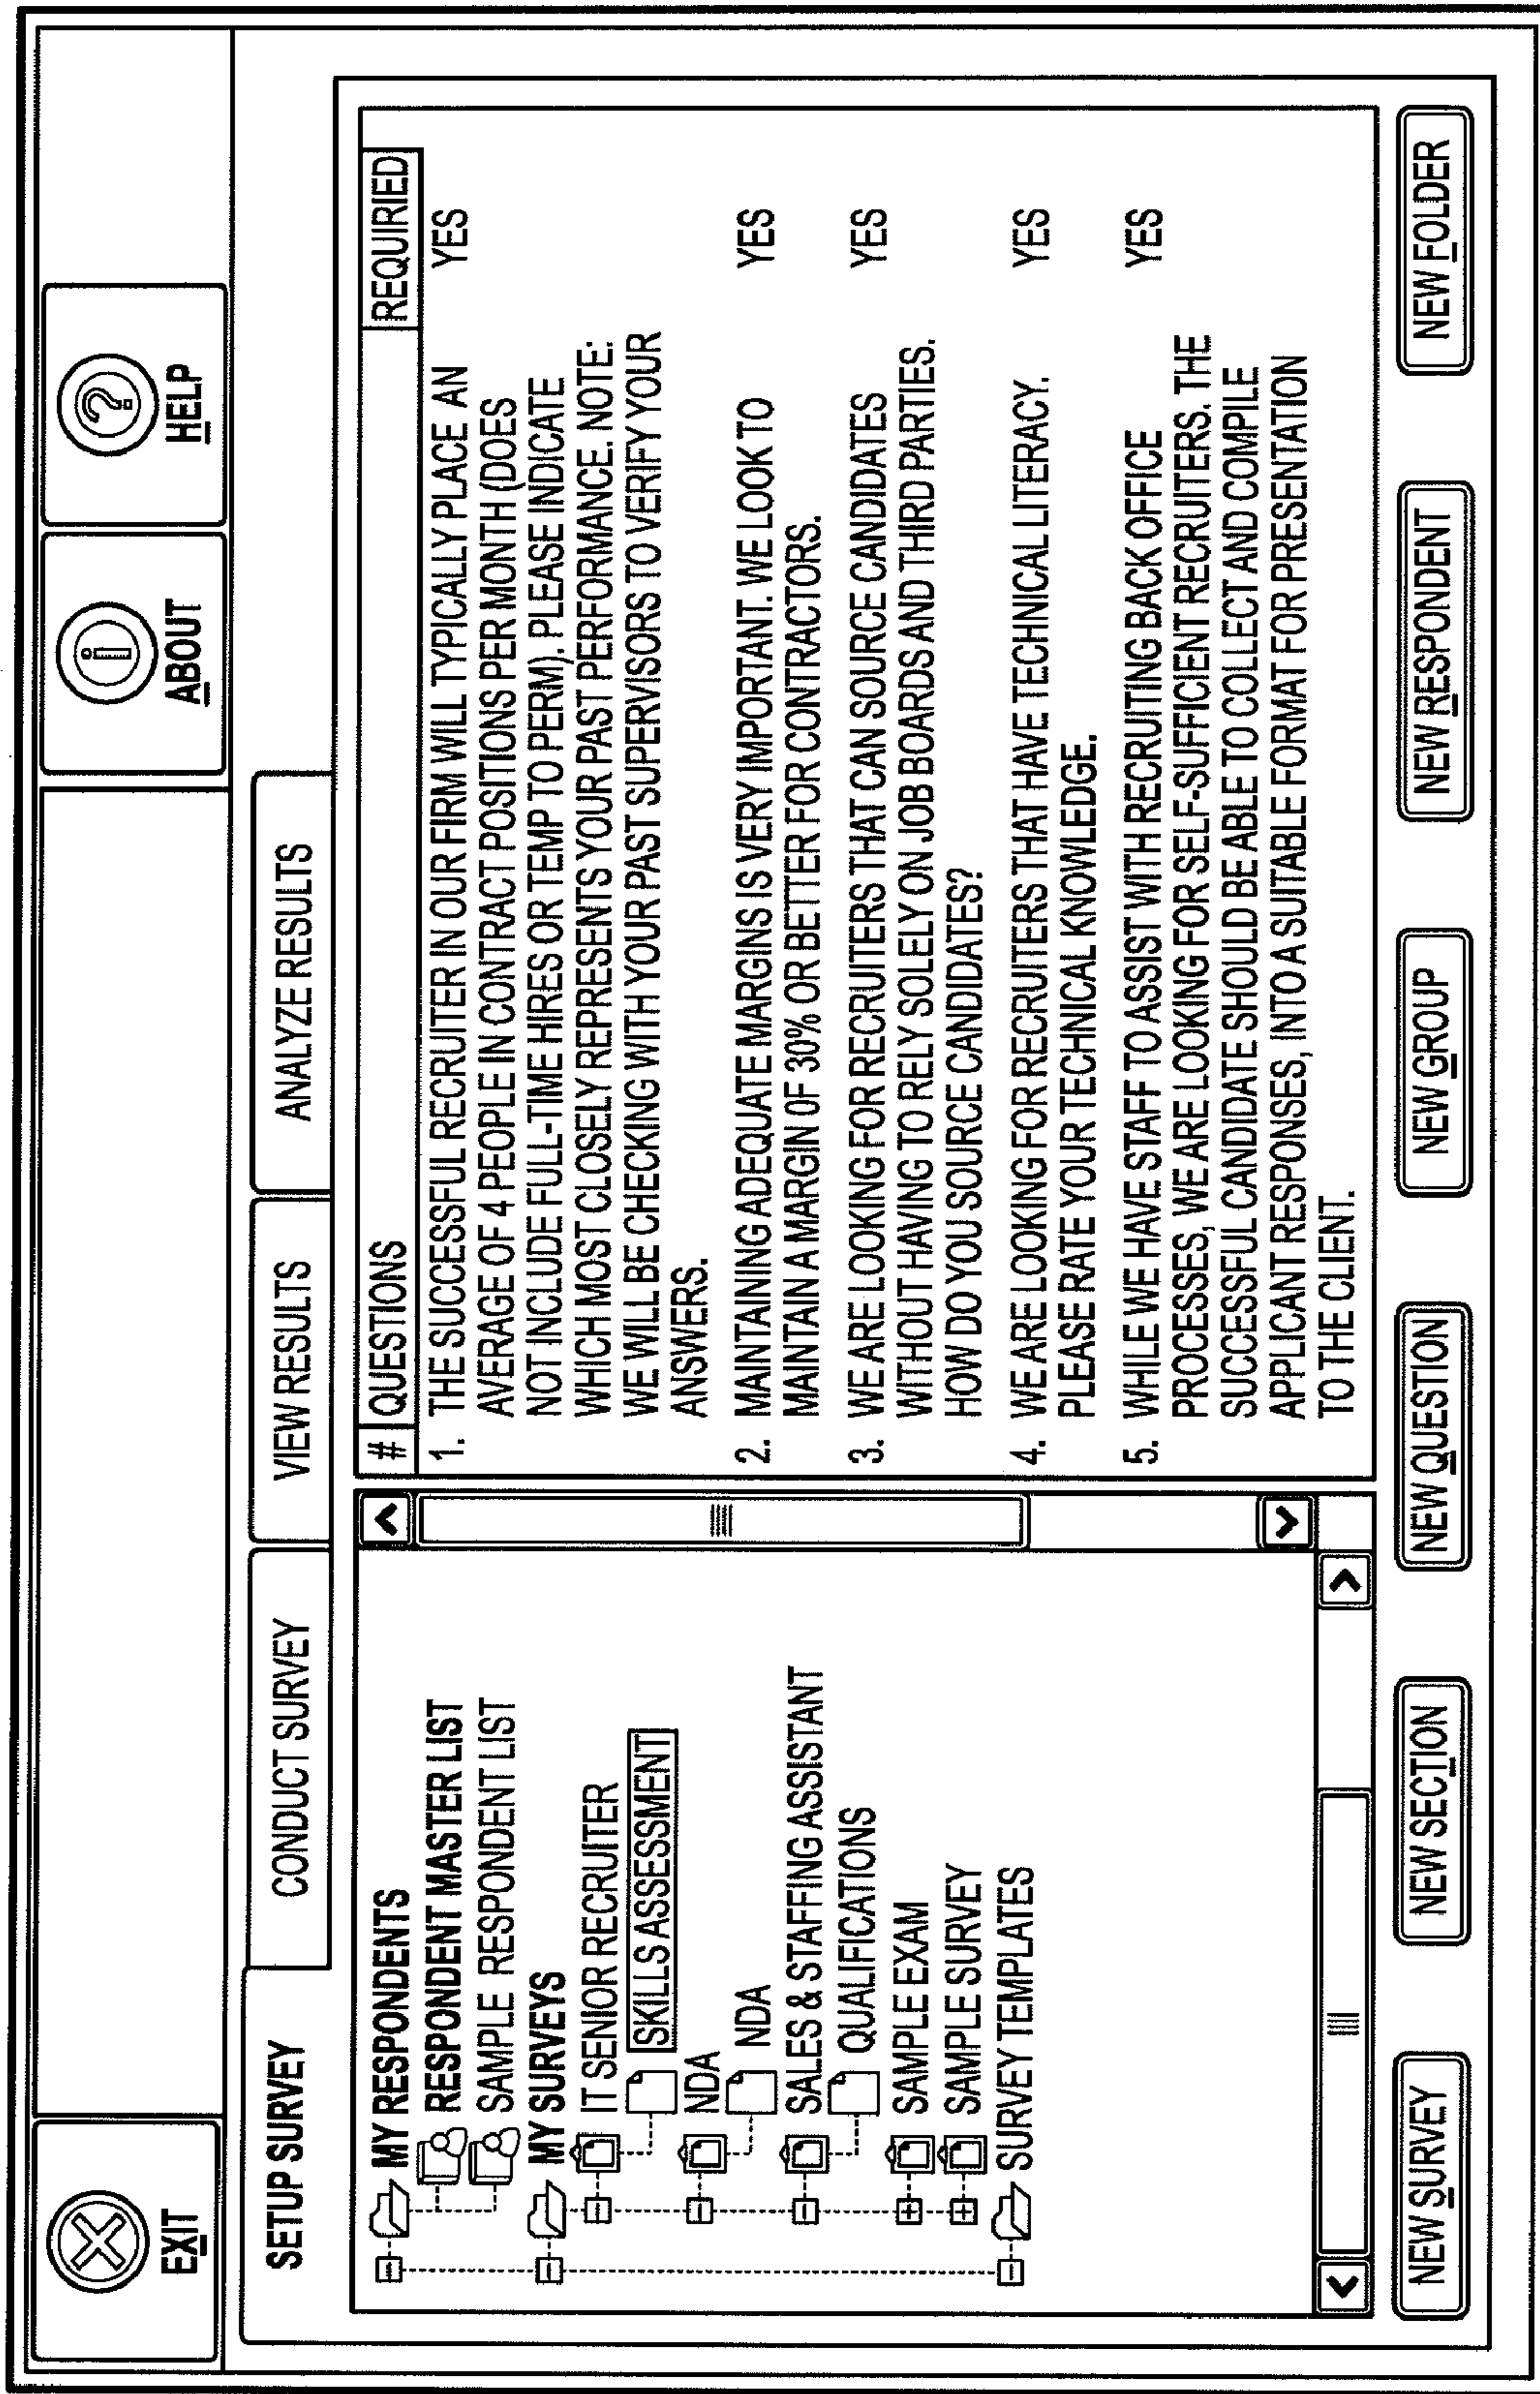 EXIT
ABOUT
HELP
SETUP SURVEY
CONDUCT SURVEY
VIEW RESULTS
ANALYZE RESULTS
MY RESPONDENTS
RESPONDENT MASTER LIST
SAMPLE RESPONDENT LIST
MY SURVEYS
IT SENIOR RECRUITER
SKILLS ASSESSMENT
NDA
NDA
SALES & STAFFING ASSISTANT
QUALIFICATIONS
SAMPLE EXAM
SAMPLE SURVEY
SURVEY TEMPLATES
# QUESTIONS REQUIRIED
1. THE SUCCESSFUL RECRUITER IN OUR FIRM WILL TYPICALLY PLACE AN YES
AVERAGE OF 4 PEOPLE IN CONTRACT POSITIONS PER MONTH (DOES
NOT INCLUDE FULL-TIME HIRES OR TEMP TO PERM). PLEASE INDICATE
WHICH MOST CLOSELY REPRESENTS YOUR PAST PERFORMANCE. NOTE:
WE WILL BE CHECKING WITH YOUR PAST SUPERVISORS TO VERIFY YOUR
ANSWERS.
2. MAINTAINING ADEQUATE MARGINS IS VERY IMPORTANT. WE LOOK TO YES
MAINTAIN A MARGIN OF 30% OR BETTER FOR CONTRACTORS.
3. WE ARE LOOKING FOR RECRUITERS THAT CAN SOURCE CANDIDATES YES
WITHOUT HAVING TO RELY SOLELY ON JOB BOARDS AND THIRD PARTIES.
HOW DO YOU SOURCE CANDIDATES?
4. WE ARE LOOKING FOR RECRUITERS THAT HAVE TECHNICAL LITERACY. YES
PLEASE RATE YOUR TECHNICAL KNOWLEDGE.
5. WHILE WE HAVE STAFF TO ASSIST WITH RECRUITING BACK OFFICE YES
PROCESSES, WE ARE LOOKING FOR SELF-SUFFICIENT RECRUITERS. THE
SUCCESSFUL CANDIDATE SHOULD BE ABLE TO COLLECT AND COMPILE
APPLICANT RESPONSES, INTO A SUITABLE FORMAT FOR PRESENTATION
TO THE CLIENT.
NEW SURVEY
NEW SECTION
NEW QUESTION
NEW GROUP
NEW RESPONDENT
NEW FOLDER